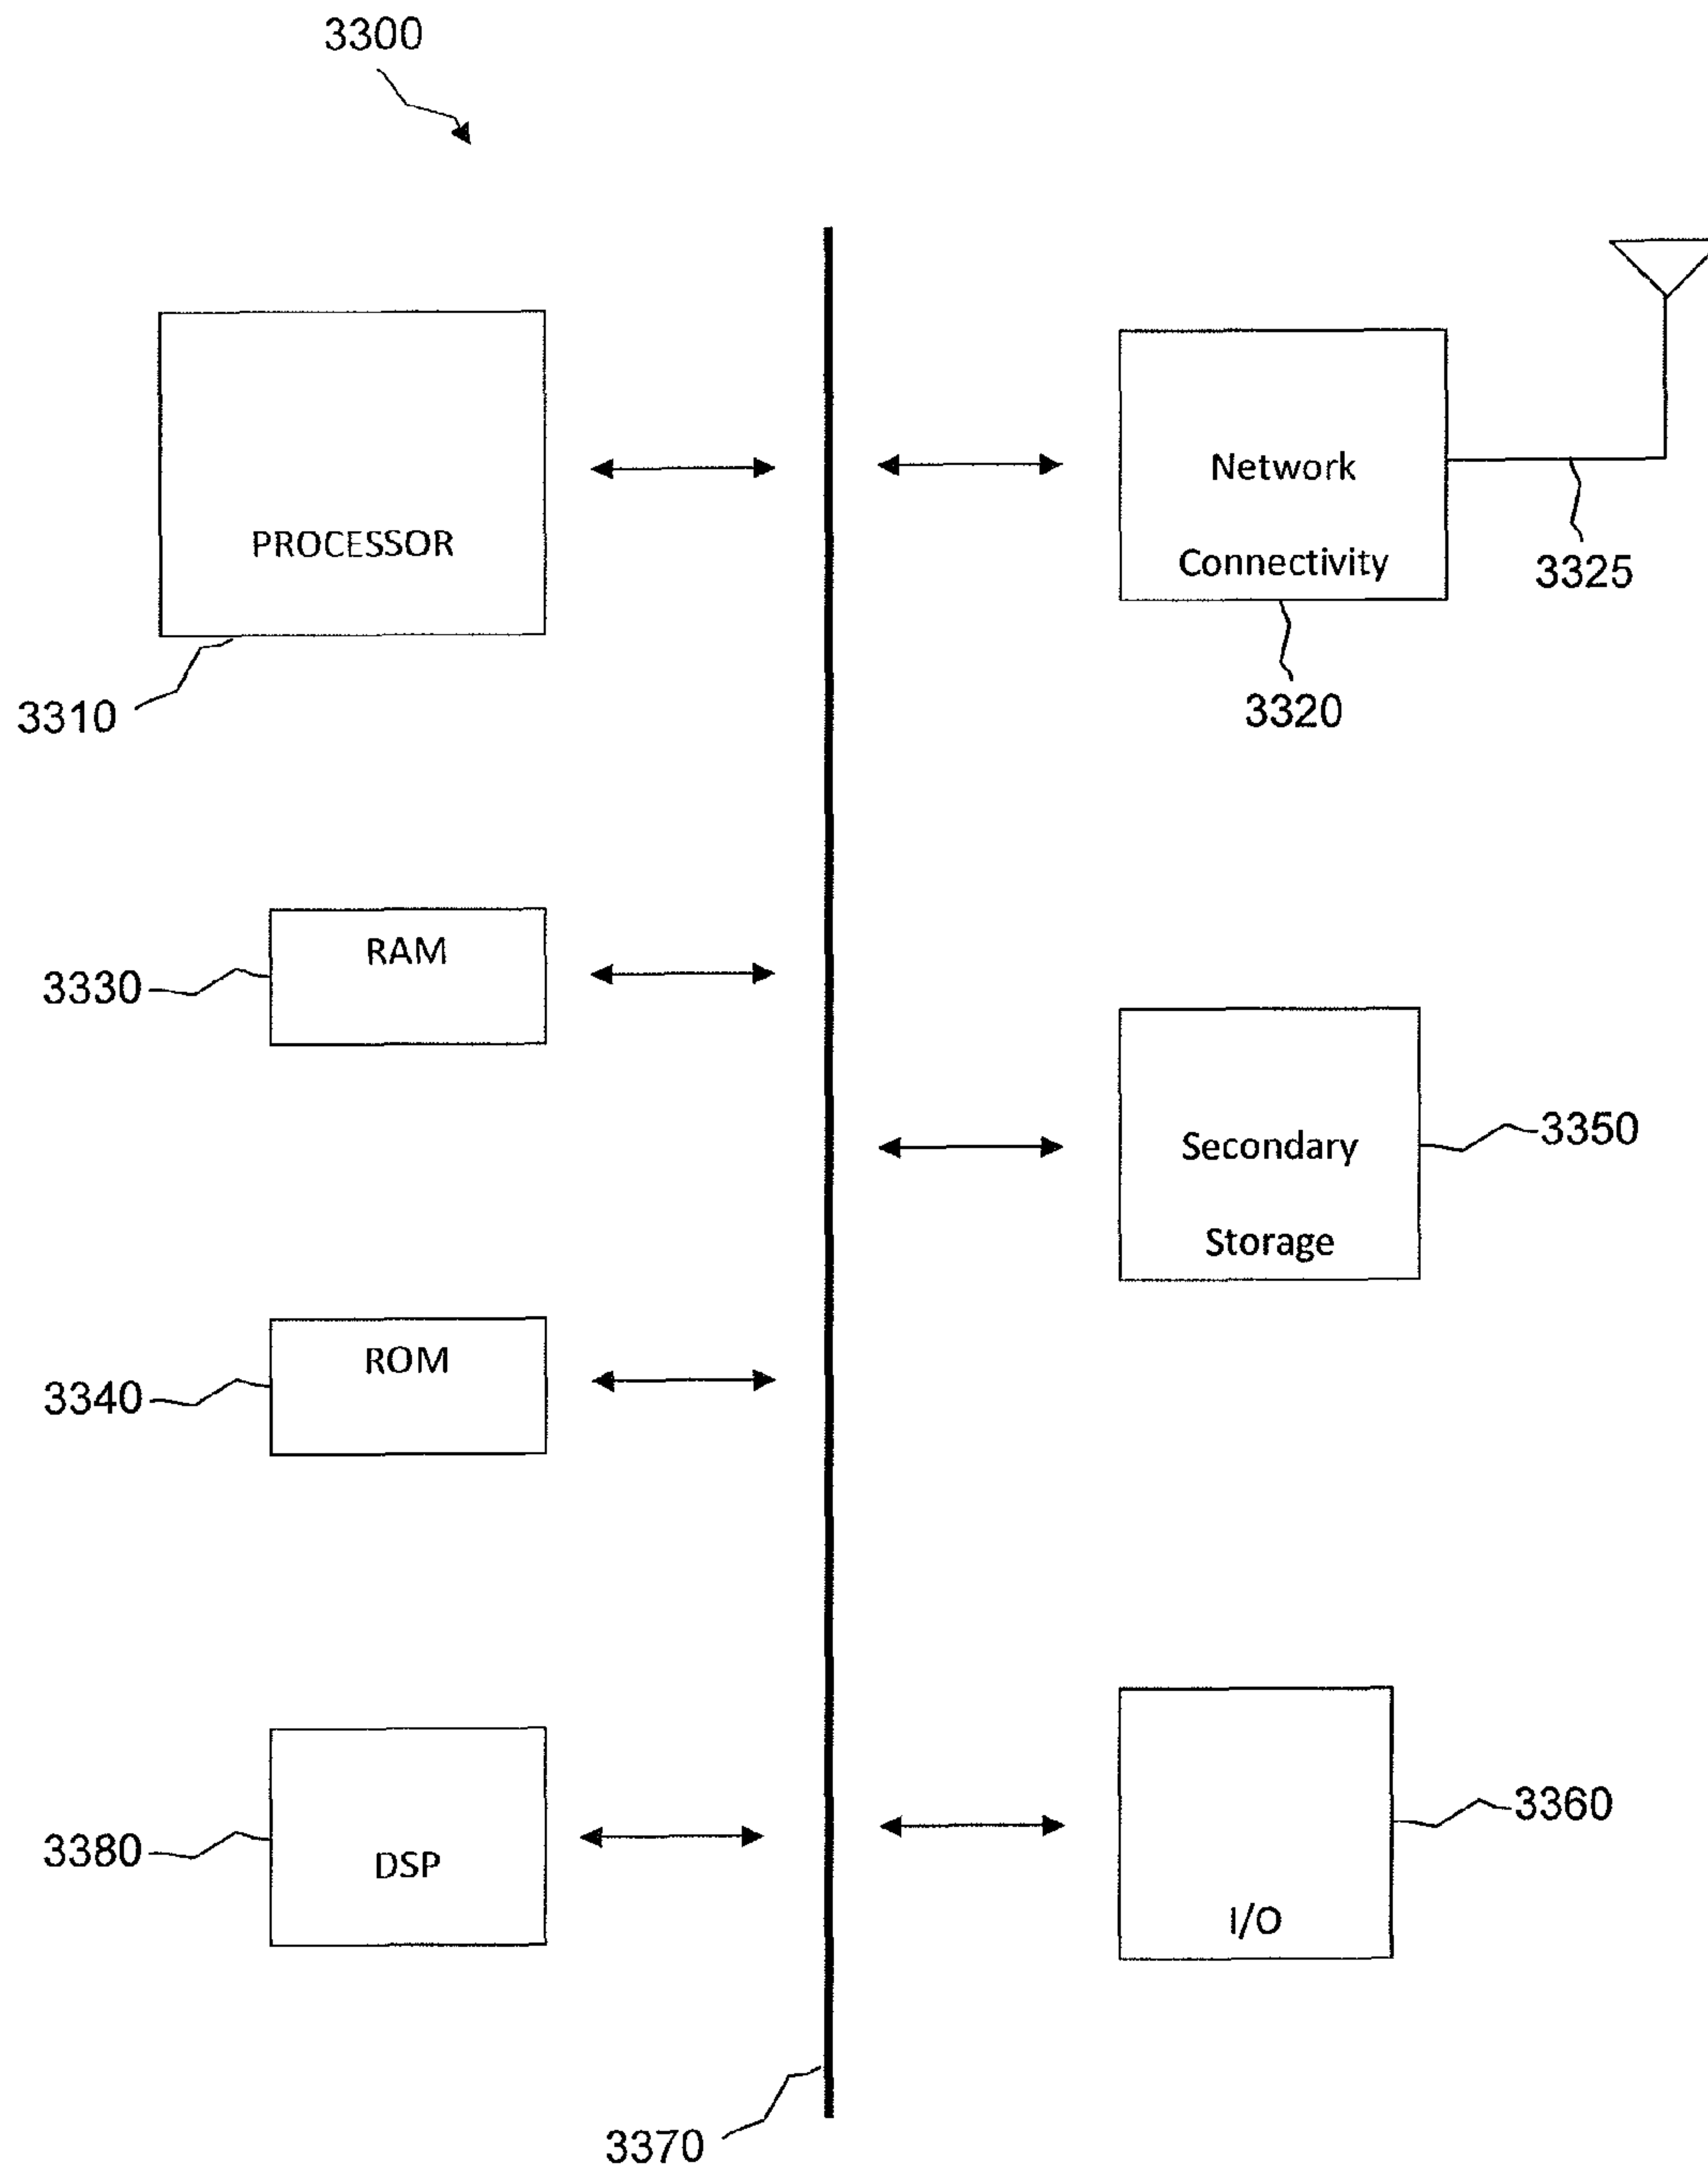 3300
PROCESSOR
3310
Network
Connectivity
3325
3320
RAM
3330
Secondary
Storage
3350
ROM
3340
DSP
3380
I/O
3360
3370